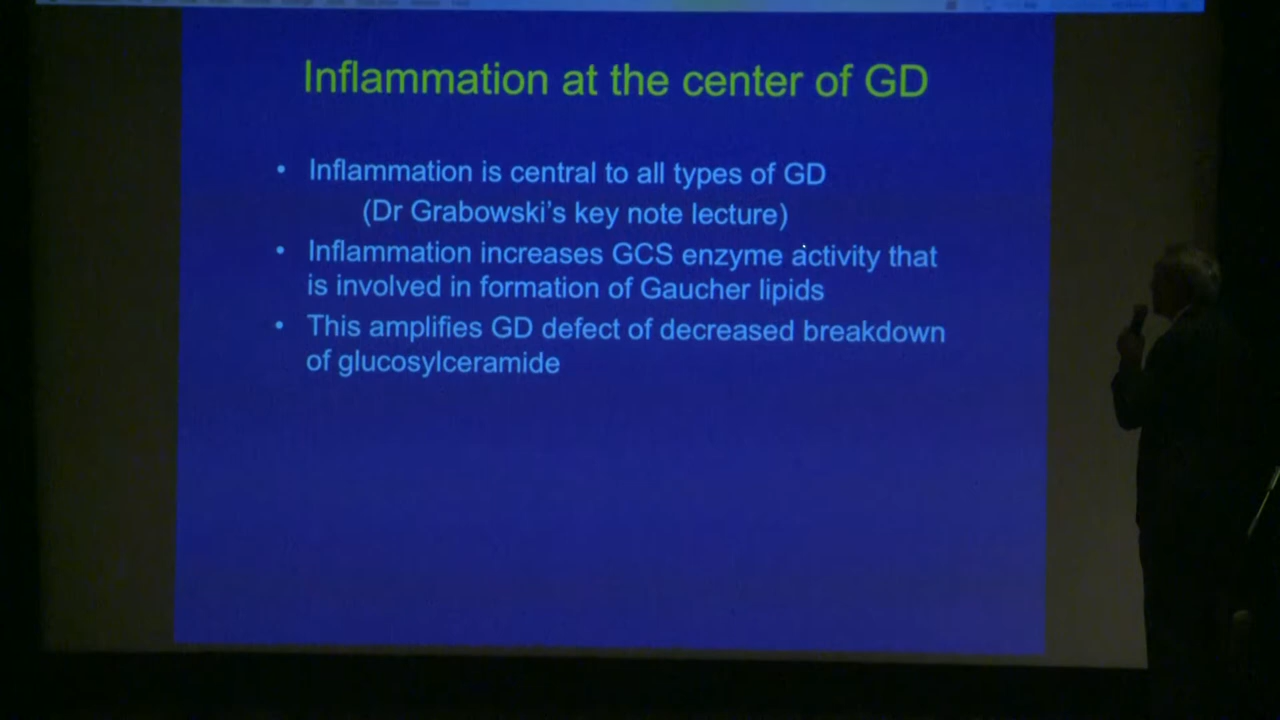 Inflammation at the center of GD
• Inflammation is central to all types of GD
(Dr Grabowski's key note lecture)
• Inflammation increases GCS enzyme activity that
is involved in formation of Gaucher lipids
• This amplifies GD defect of decreased breakdown
of glucosylceramide